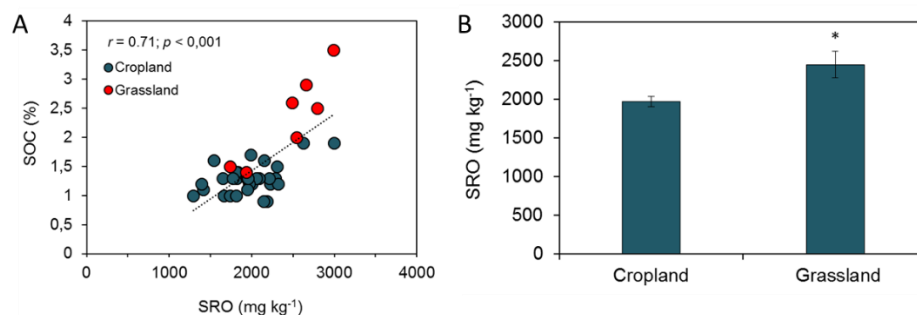 A
r = 0.71; p < 0,001
Cropland
Grassland
SOC (%)
4
3,5
3
2,5
2
1,5
1
0,5
0
0 1000 2000 3000 4000
SRO (mg kg⁻¹)
B
*
SRO (mg kg⁻¹)
3000
2500
2000
1500
1000
500
0
Cropland Grassland